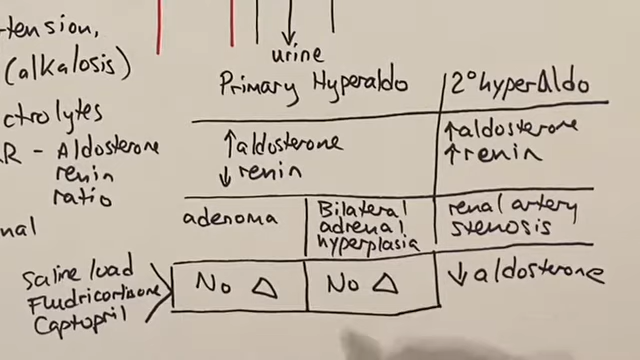 tension,
(alkalosis)
ctrolytes
R - Aldosterone
renin
ratio
nal
urine
Primary Hyperaldo
2° hyperAldo
↑aldosterone
↓renin
↑aldosterone
↑renin
adenoma
Bilateral
adrenal
hyperplasia
renal artery
stenosis
Saline load
Fludricortisone
Captopril
No Δ
No Δ
↓aldosterone